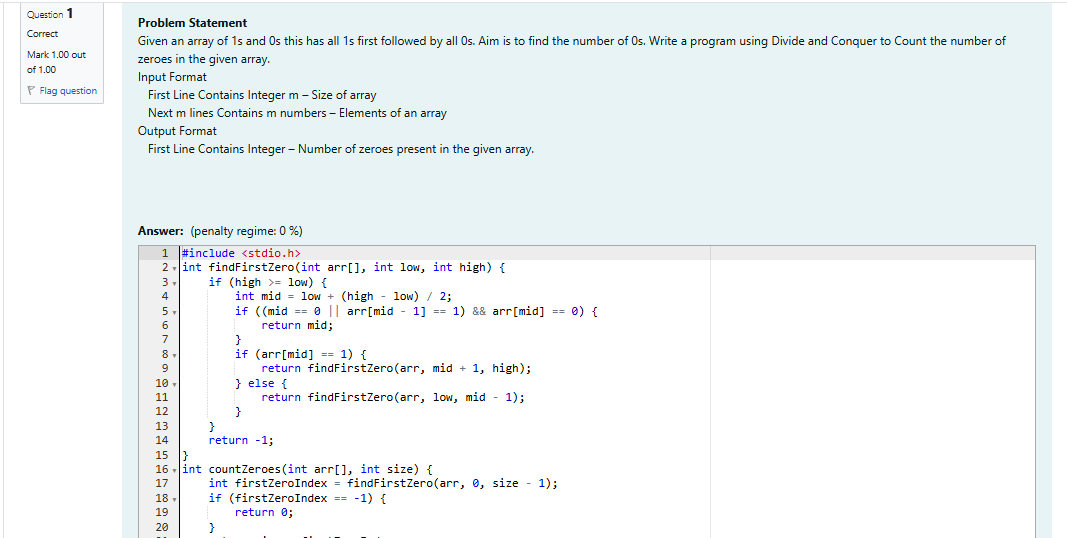 Question 1
Correct
Mark 1.00 out
of 1.00
Flag question
Problem Statement
Given an array of 1s and 0s this has all 1s first followed by all 0s. Aim is to find the number of 0s. Write a program using Divide and Conquer to Count the number of
zeroes in the given array.
Input Format
First Line Contains Integer m – Size of array
Next m lines Contains m numbers – Elements of an array
Output Format
First Line Contains Integer – Number of zeroes present in the given array.
Answer: (penalty regime: 0 %)
1 #include <stdio.h>
2 int findFirstZero(int arr[], int low, int high) {
3 if (high >= low) {
4 int mid = low + (high - low) / 2;
5 if ((mid == 0 || arr[mid - 1] == 1) && arr[mid] == 0) {
6 return mid;
7 }
8 if (arr[mid] == 1) {
9 return findFirstZero(arr, mid + 1, high);
10 } else {
11 return findFirstZero(arr, low, mid - 1);
12 }
13 }
14 return -1;
15 }
16 int countZeroes(int arr[], int size) {
17 int firstZeroIndex = findFirstZero(arr, 0, size - 1);
18 if (firstZeroIndex == -1) {
19 return 0;
20 }